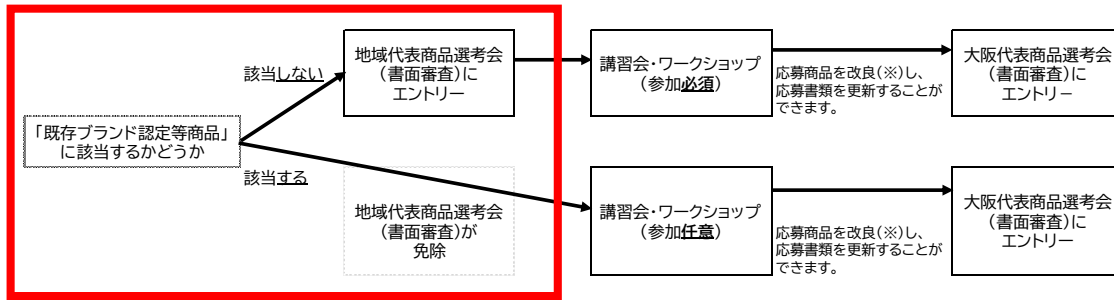 「既存ブランド認定等商品」
に該当するかどうか
該当しない
該当する
地域代表商品選考会
(書面審査)に
エントリー
地域代表商品選考会
(書面審査)が
免除
講習会・ワークショップ
(参加必須)
応募商品を改良(※)し、
応募書類を更新することが
できます。
大阪代表商品選考会
(書面審査)に
エントリー
講習会・ワークショップ
(参加任意)
応募商品を改良(※)し、
応募書類を更新することが
できます。
大阪代表商品選考会
(書面審査)に
エントリー